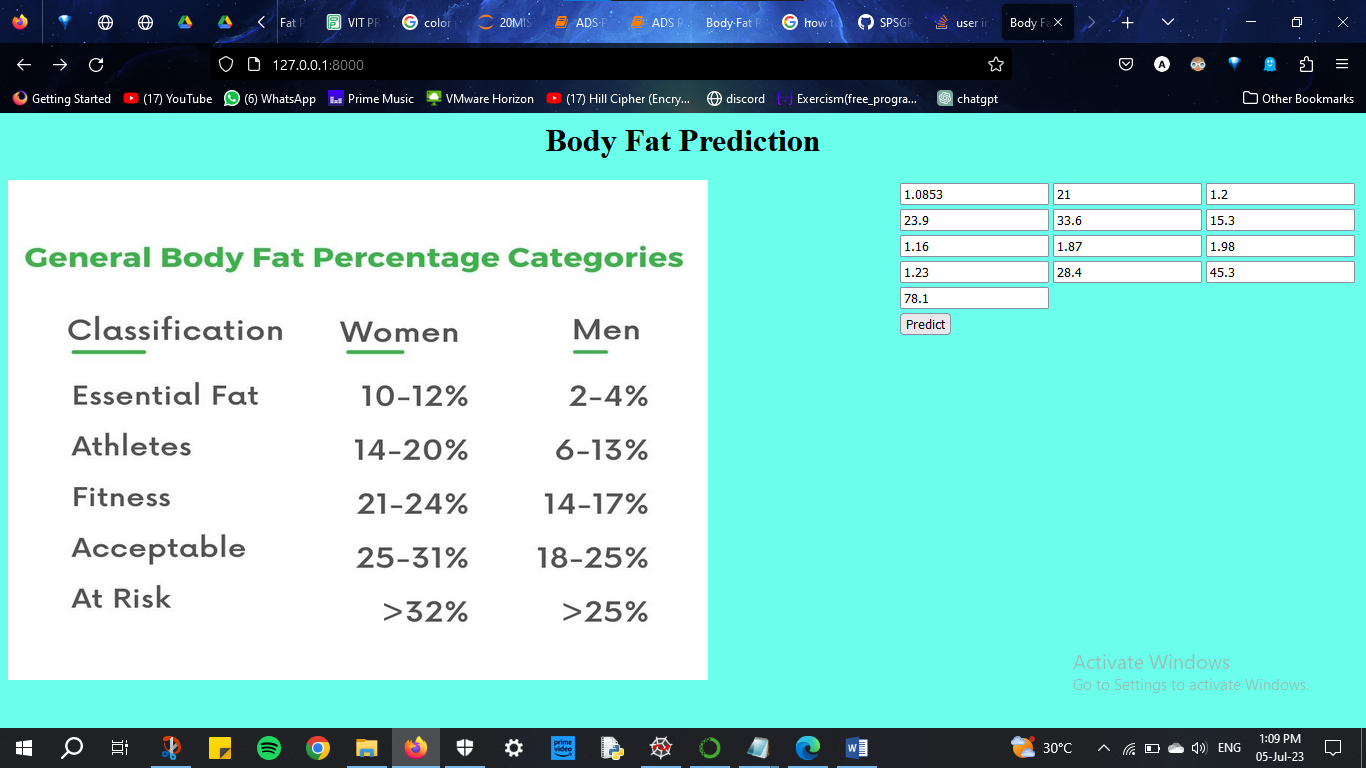 Fat P
VIT PR
color
20MIS
ADS P
ADS P
Body Fat P
how t
SPSGP
user in
Body Fa
127.0.0.1:8000
Getting Started
(17) YouTube
(6) WhatsApp
Prime Music
VMware Horizon
(17) Hill Cipher (Encry...
discord
Exercism(free_progra...
chatgpt
Other Bookmarks
Body Fat Prediction
General Body Fat Percentage Categories
Classification Women Men
Essential Fat 10-12% 2-4%
Athletes 14-20% 6-13%
Fitness 21-24% 14-17%
Acceptable 25-31% 18-25%
At Risk >32% >25%
1.0853 21 1.2
23.9 33.6 15.3
1.16 1.87 1.98
1.23 28.4 45.3
78.1
Predict
Activate Windows
Go to Settings to activate Windows.
prime video
30°C
ENG
1:09 PM
05-Jul-23